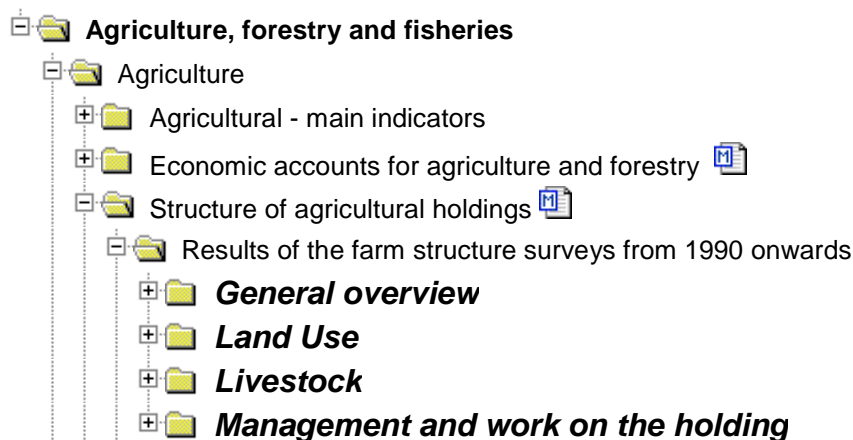 Agriculture, forestry and fisheries
Agriculture
Agricultural - main indicators
Economic accounts for agriculture and forestry M
Structure of agricultural holdings M
Results of the farm structure surveys from 1990 onwards
General overview
Land Use
Livestock
Management and work on the holding